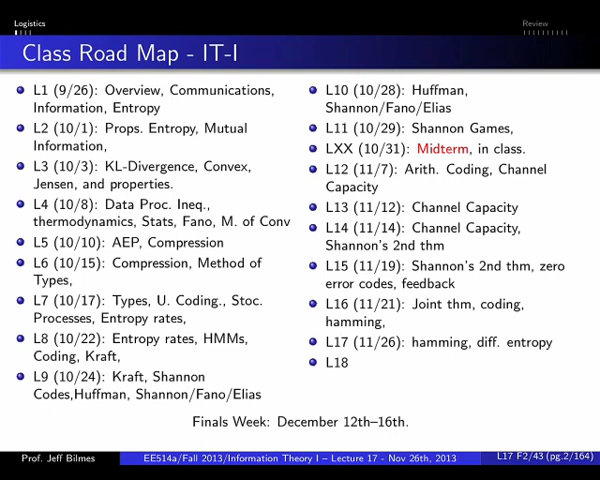 Logistics
Review
Class Road Map - IT-I
L1 (9/26): Overview, Communications,
Information, Entropy
L2 (10/1): Props. Entropy, Mutual
Information,
L3 (10/3): KL-Divergence, Convex,
Jensen, and properties.
L4 (10/8): Data Proc. Ineq.,
thermodynamics, Stats, Fano, M. of Conv
L5 (10/10): AEP, Compression
L6 (10/15): Compression, Method of
Types,
L7 (10/17): Types, U. Coding., Stoc.
Processes, Entropy rates,
L8 (10/22): Entropy rates, HMMs,
Coding, Kraft,
L9 (10/24): Kraft, Shannon
Codes,Huffman, Shannon/Fano/Elias
L10 (10/28): Huffman,
Shannon/Fano/Elias
L11 (10/29): Shannon Games,
LXX (10/31): Midterm, in class.
L12 (11/7): Arith. Coding, Channel
Capacity
L13 (11/12): Channel Capacity
L14 (11/14): Channel Capacity,
Shannon's 2nd thm
L15 (11/19): Shannon's 2nd thm, zero
error codes, feedback
L16 (11/21): Joint thm, coding,
hamming,
L17 (11/26): hamming, diff. entropy
L18
Finals Week: December 12th–16th.
Prof. Jeff Bilmes
EE514a/Fall 2013/Information Theory I – Lecture 17 - Nov 26th, 2013
L17 F2/43 (pg.2/164)